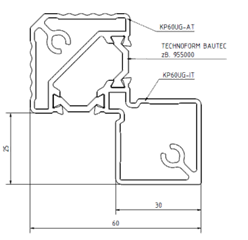 KP60UG-AT
TECHNOFORM BAUTEC
zB. 955000
KP60UG-IT
25
30
60